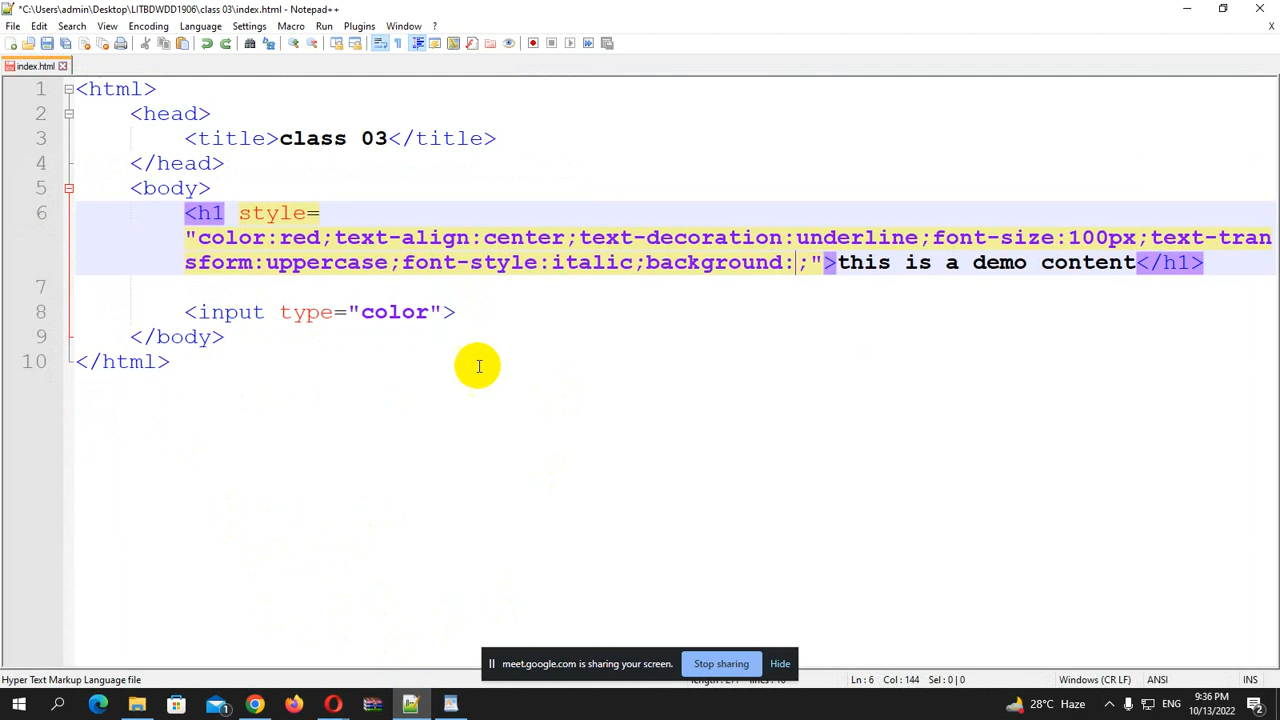 *C:\Users\admin\Desktop\LITBDWDD1906\class 03\index.html - Notepad++
File Edit Search View Encoding Language Settings Macro Run Plugins Window ?
X
index.html
1 <html>
2 <head>
3 <title>class 03</title>
4 </head>
5 <body>
6 <h1 style=
"color:red;text-align:center;text-decoration:underline;font-size:100px;text-tran
sform:uppercase;font-style:italic;background:;">this is a demo content</h1>
7
8 <input type="color">
9 </body>
10 </html>
meet.google.com is sharing your screen. Stop sharing Hide
Hyper Text Markup Language file Ln : 6 Col : 144 Sel : 0 | 0 Windows (CR LF) ANSI INS
28°C Haze ENG 9:36 PM
10/13/2022